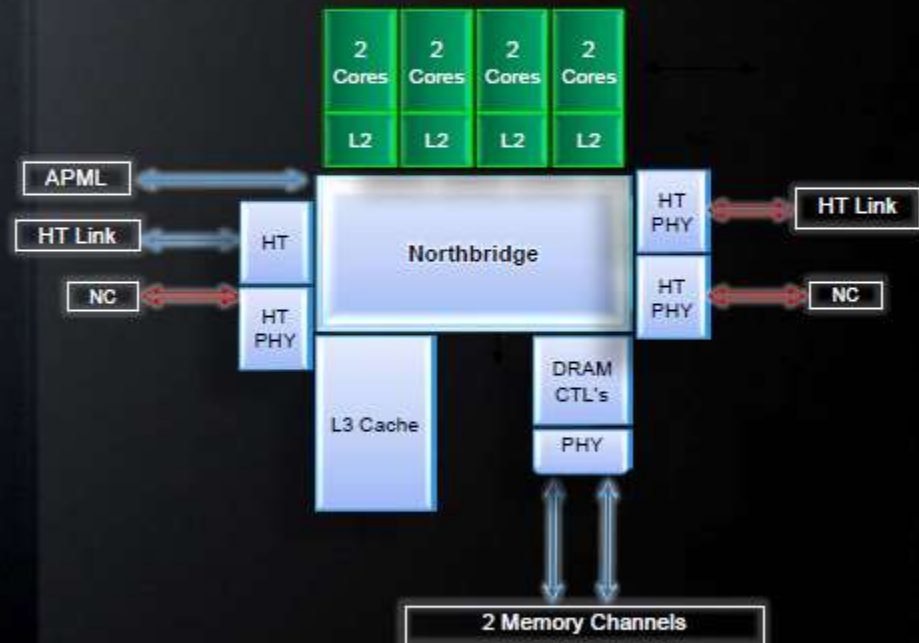 2 Cores
2 Cores
2 Cores
2 Cores
L2
L2
L2
L2
APML
HT Link
NC
HT
HT PHY
Northbridge
HT PHY
HT PHY
HT Link
NC
L3 Cache
DRAM CTL's
PHY
2 Memory Channels